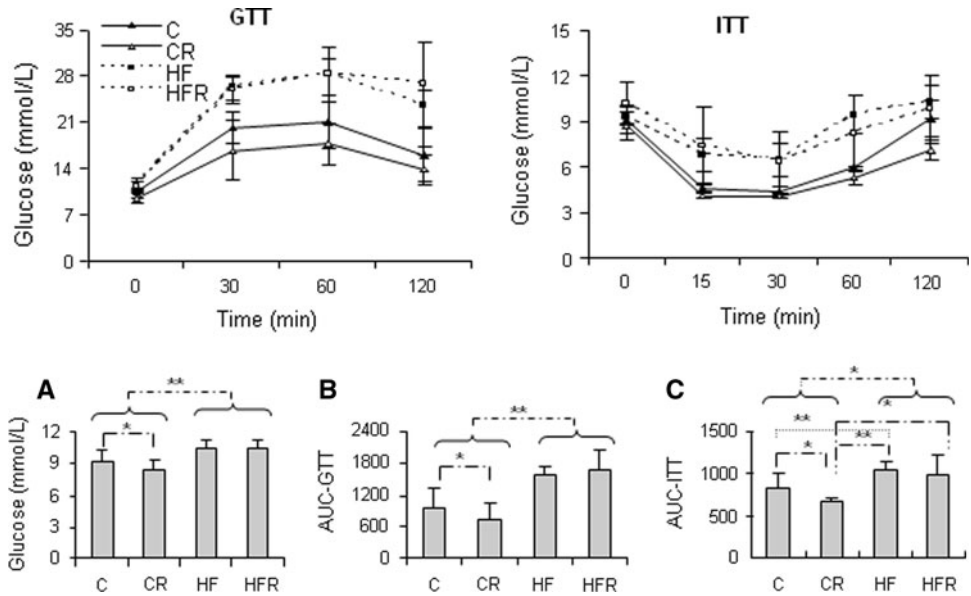 GTT
Glucose (mmol/L)
35
28
21
14
7
0
C
CR
HF
HFR
0 30 60 120
Time (min)
ITT
Glucose (mmol/L)
15
12
9
6
3
0
0 15 30 60 120
Time (min)
A
**
*
Glucose (mmol/L)
12
9
6
3
0
C CR HF HFR
B
**
*
AUC-GTT
2400
1800
1200
600
0
C CR HF HFR
C
*
*
**
*
**
AUC-ITT
1500
1000
500
0
C CR HF HFR